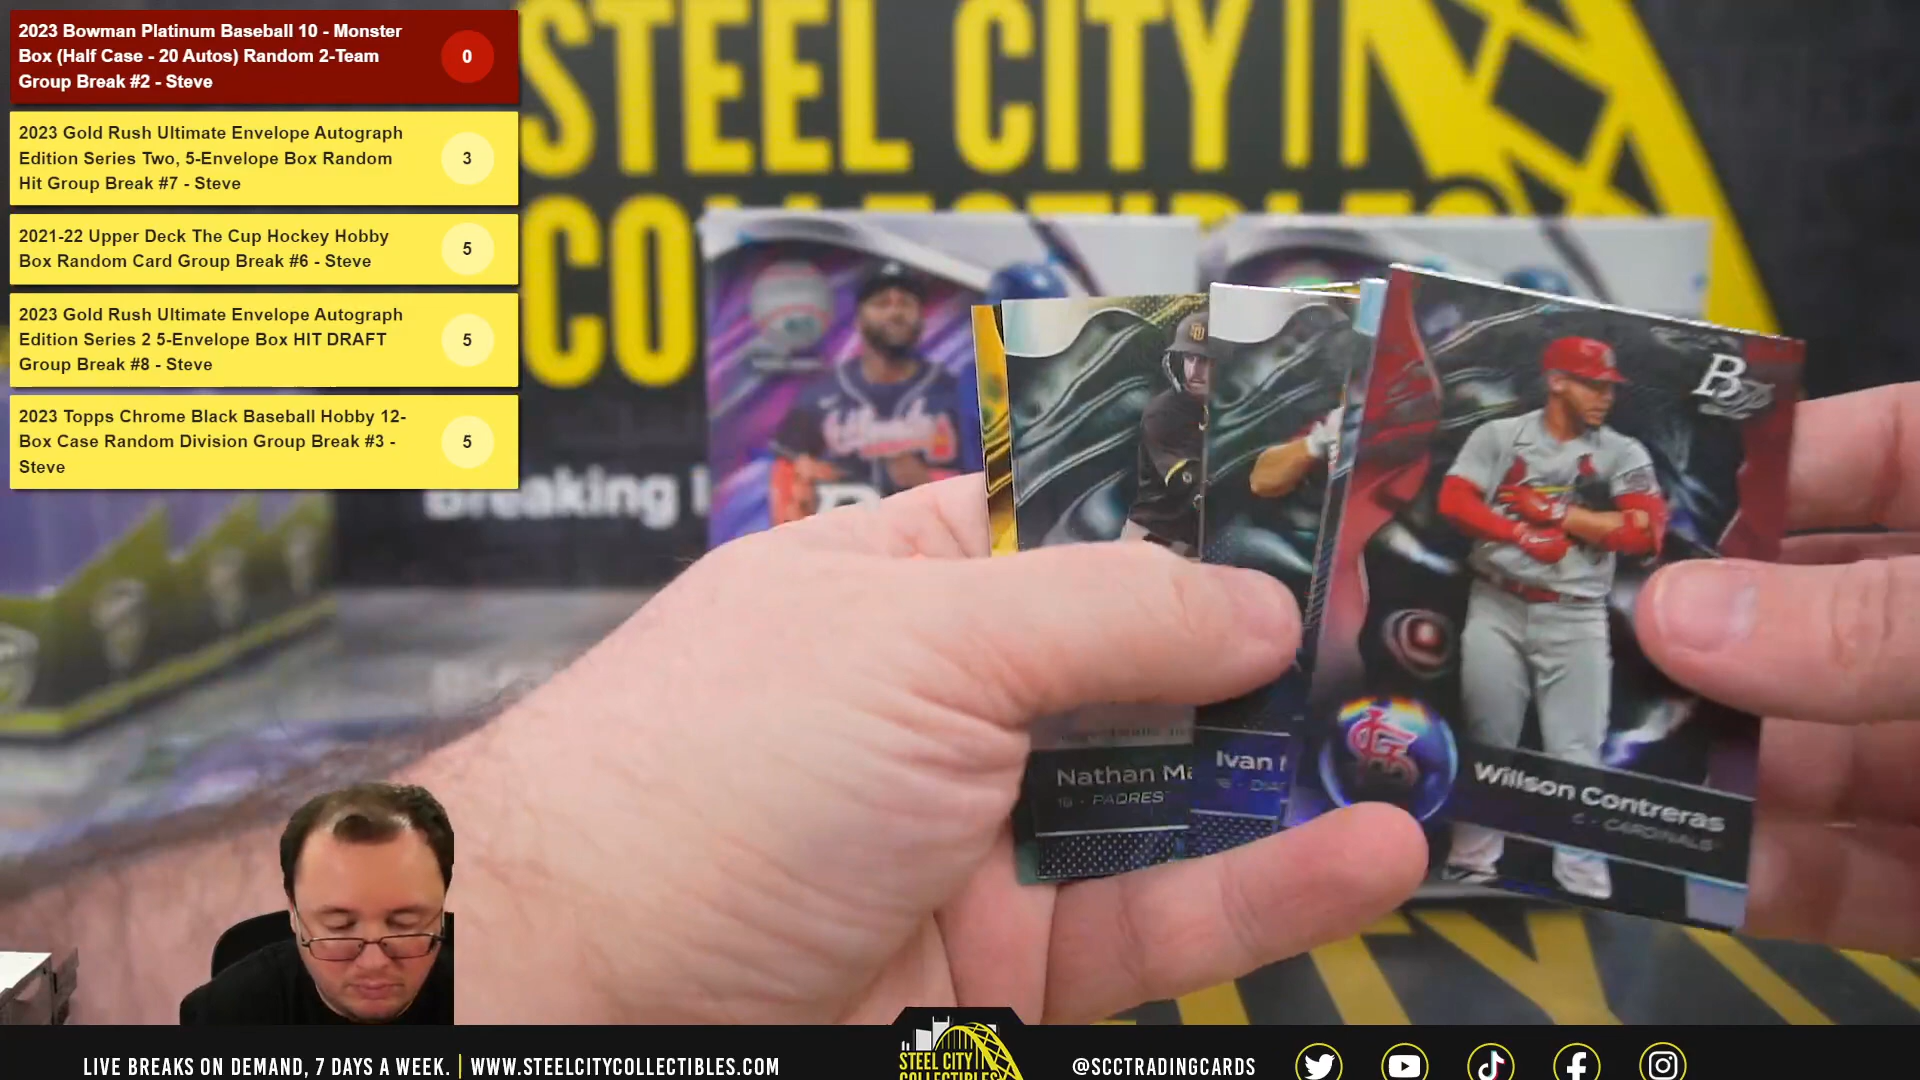 2023 Bowman Platinum Baseball 10 - Monster
Box (Half Case - 20 Autos) Random 2-Team
Group Break #2 - Steve
0
2023 Gold Rush Ultimate Envelope Autograph
Edition Series Two, 5-Envelope Box Random
Hit Group Break #7 - Steve
3
2021-22 Upper Deck The Cup Hockey Hobby
Box Random Card Group Break #6 - Steve
5
2023 Gold Rush Ultimate Envelope Autograph
Edition Series 2 5-Envelope Box HIT DRAFT
Group Break #8 - Steve
5
2023 Topps Chrome Black Baseball Hobby 12-
Box Case Random Division Group Break #3 -
Steve
5
STEEL CITY
Breaking
Nathan
PADRES
Ivan
Willson Contreras
C - CARDINALS
LIVE BREAKS ON DEMAND, 7 DAYS A WEEK. | WWW.STEELCITYCOLLECTIBLES.COM
STEEL CITY
COLLECTIBLES
@SCCTRADINGCARDS